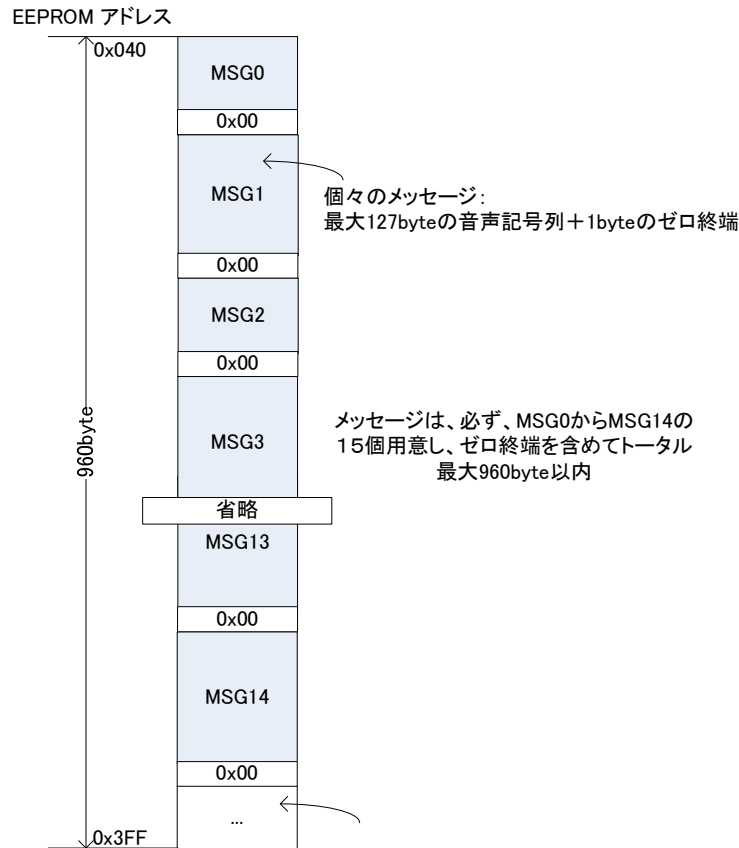 EEPROM アドレス
0x040
MSG0
0x00
MSG1
個々のメッセージ:
最大127byteの音声記号列＋1byteのゼロ終端
0x00
MSG2
0x00
MSG3
960byte
メッセージは、必ず、MSG0からMSG14の
１５個用意し、ゼロ終端を含めてトータル
最大960byte以内
省略
MSG13
0x00
MSG14
0x00
...
0x3FF